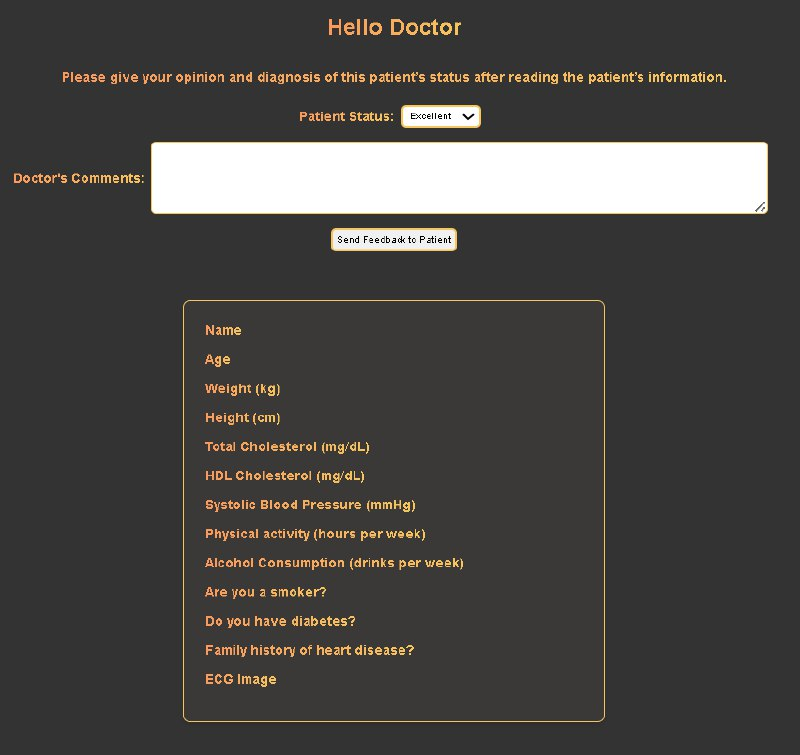 Hello Doctor
Please give your opinion and diagnosis of this patient's status after reading the patient's information.
Patient Status: Excellent
Doctor's Comments:
Send Feedback to Patient
Name
Age
Weight (kg)
Height (cm)
Total Cholesterol (mg/dL)
HDL Cholesterol (mg/dL)
Systolic Blood Pressure (mmHg)
Physical activity (hours per week)
Alcohol Consumption (drinks per week)
Are you a smoker?
Do you have diabetes?
Family history of heart disease?
ECG Image